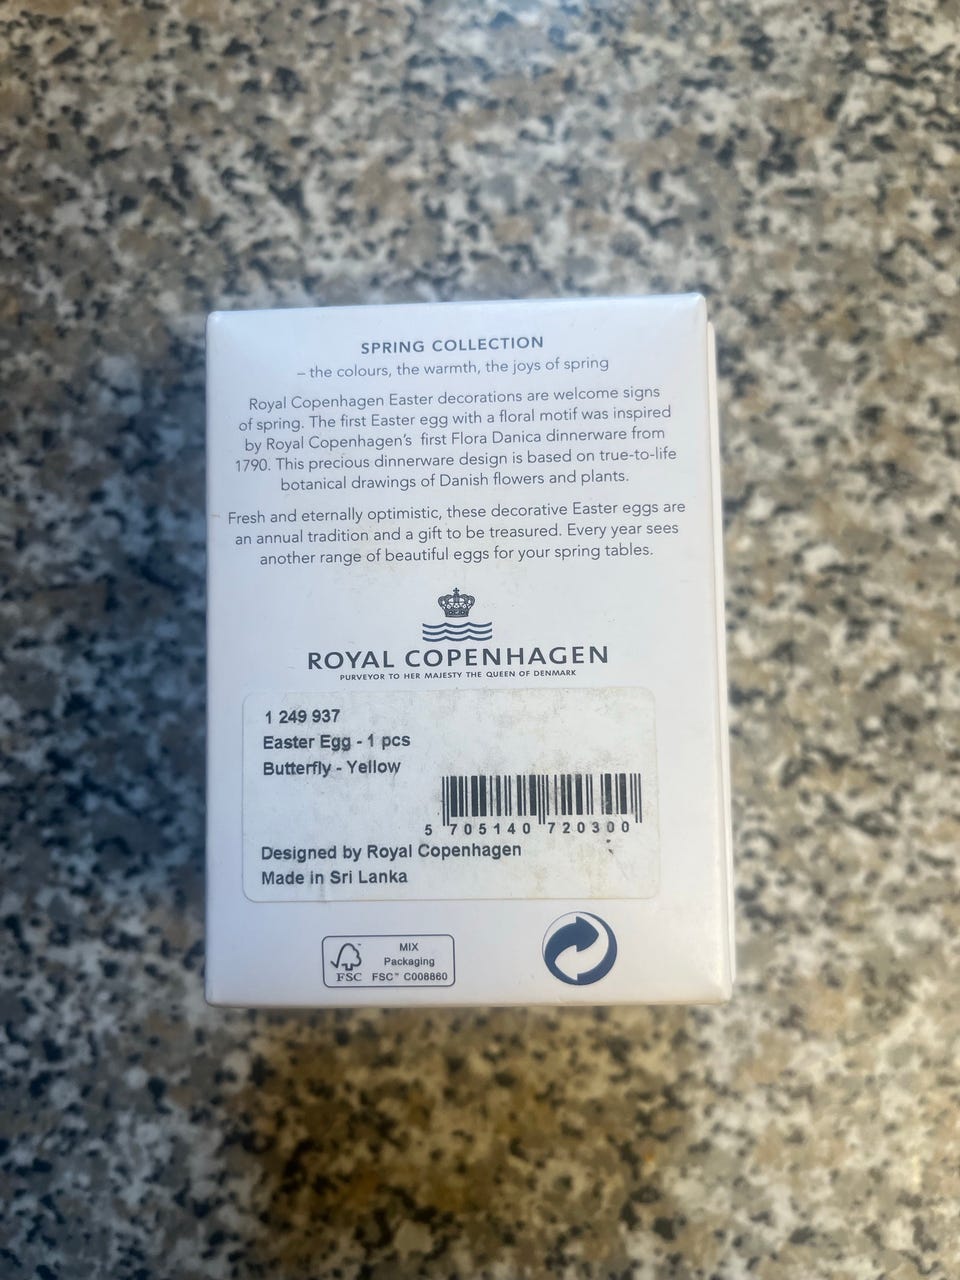 SPRING COLLECTION
– the colours, the warmth, the joys of spring
Royal Copenhagen Easter decorations are welcome signs
of spring. The first Easter egg with a floral motif was inspired
by Royal Copenhagen's first Flora Danica dinnerware from
1790. This precious dinnerware design is based on true-to-life
botanical drawings of Danish flowers and plants.
Fresh and eternally optimistic, these decorative Easter eggs are
an annual tradition and a gift to be treasured. Every year sees
another range of beautiful eggs for your spring tables.
ROYAL COPENHAGEN
PURVEYOR TO HER MAJESTY THE QUEEN OF DENMARK
1 249 937
Easter Egg - 1 pcs
Butterfly - Yellow
5 705140 720300
Designed by Royal Copenhagen
Made in Sri Lanka
MIX
Packaging
FSC FSC™ C008860